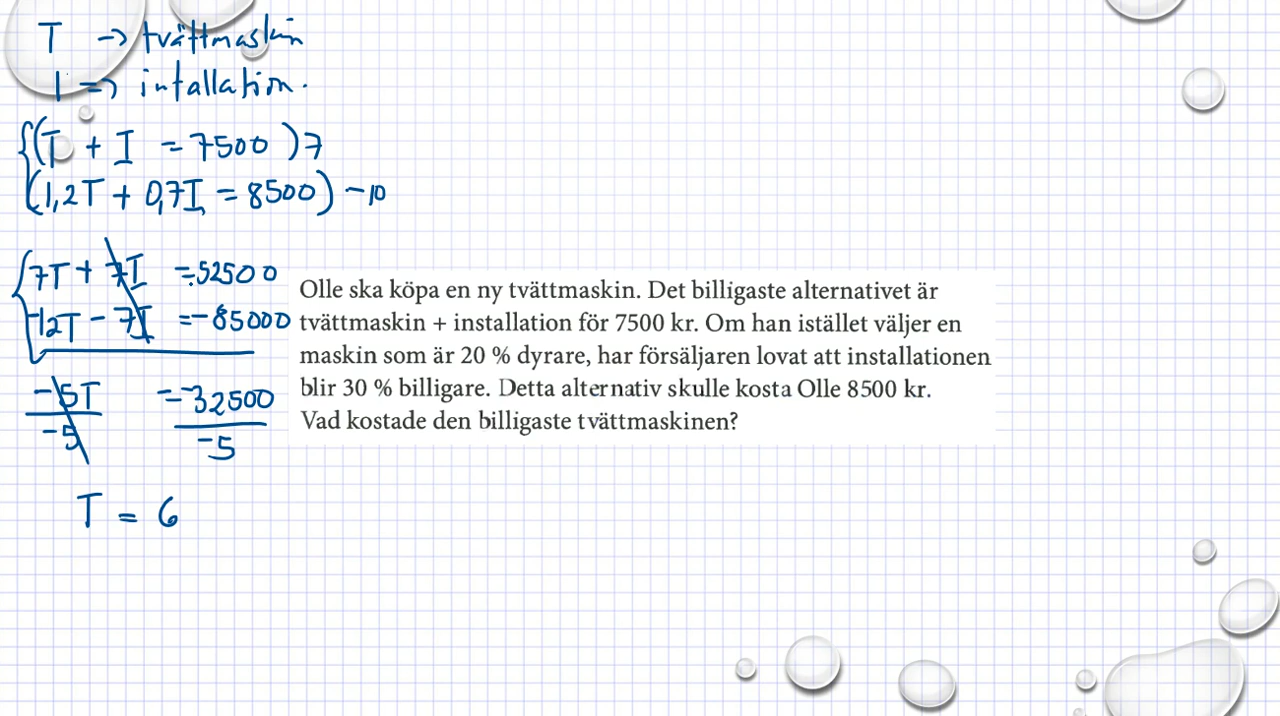 T -> tvättmaskin
I => intallation.
(T + I = 7500) 7
(1,2T + 0,7I = 8500) -10
7T + 7I = 52500
-12T - 7I = -85000
-5T = -32500
-5 -5
T = 6
Olle ska köpa en ny tvättmaskin. Det billigaste alternativet är
tvättmaskin + installation för 7500 kr. Om han istället väljer en
maskin som är 20 % dyrare, har försäljaren lovat att installationen
blir 30 % billigare. Detta alternativ skulle kosta Olle 8500 kr.
Vad kostade den billigaste tvättmaskinen?